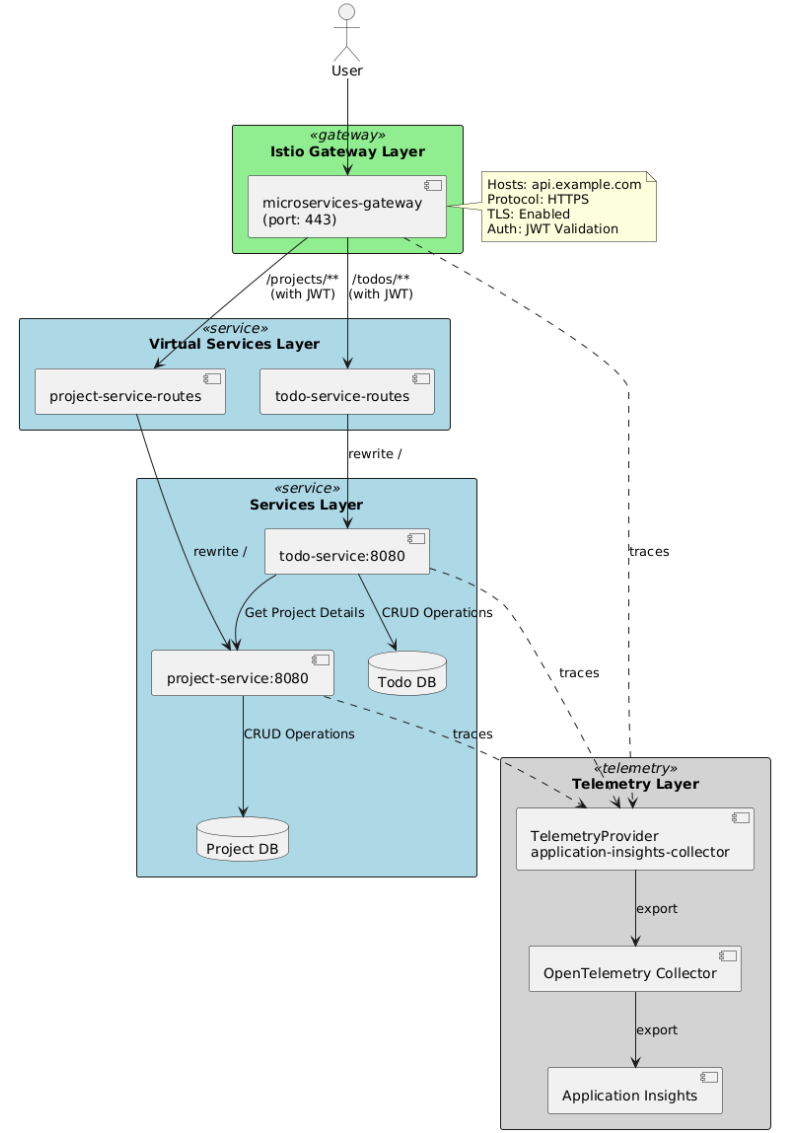 User
«gateway»
Istio Gateway Layer
microservices-gateway
(port: 443)
Hosts: api.example.com
Protocol: HTTPS
TLS: Enabled
Auth: JWT Validation
/projects/**
(with JWT)
/todos/**
(with JWT)
«service»
Virtual Services Layer
project-service-routes
todo-service-routes
rewrite /
«service»
Services Layer
todo-service:8080
rewrite /
traces
Get Project Details
CRUD Operations
project-service:8080
Todo DB
traces
CRUD Operations
traces
Project DB
«telemetry»
Telemetry Layer
TelemetryProvider
application-insights-collector
export
OpenTelemetry Collector
export
Application Insights